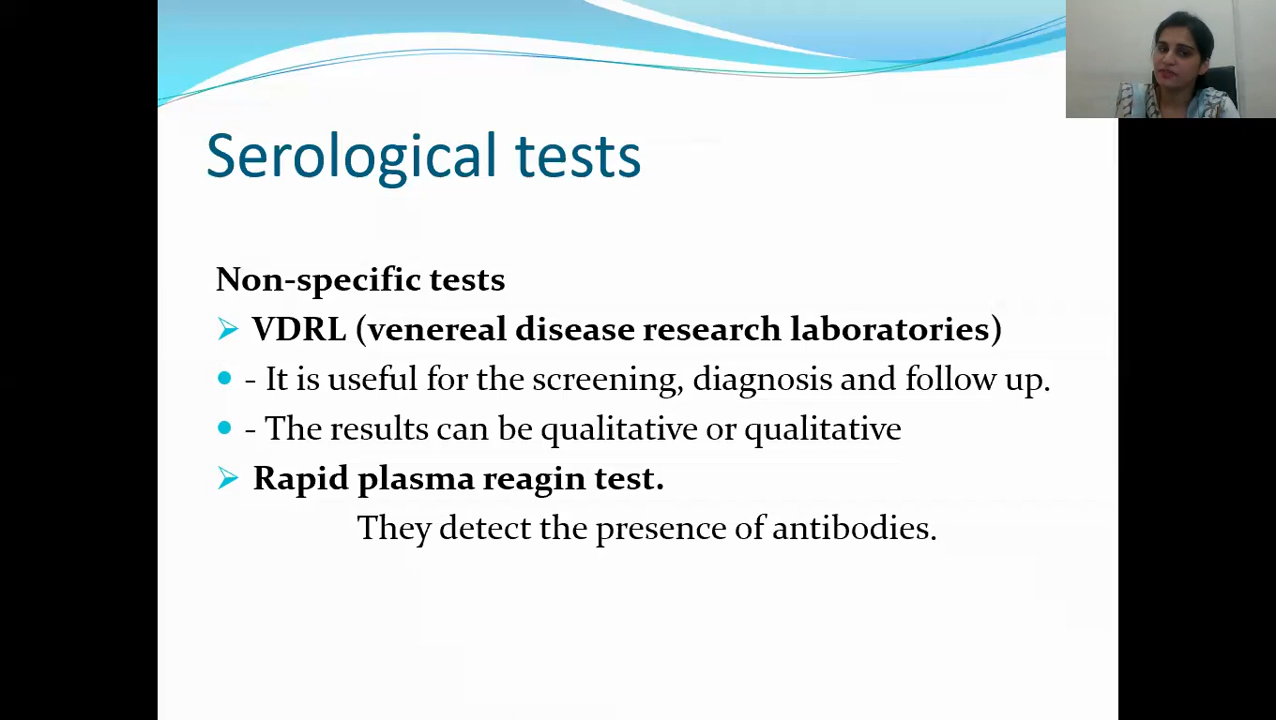 Serological tests
Non-specific tests
VDRL (venereal disease research laboratories)
- It is useful for the screening, diagnosis and follow up.
- The results can be qualitative or qualitative
Rapid plasma reagin test.
They detect the presence of antibodies.